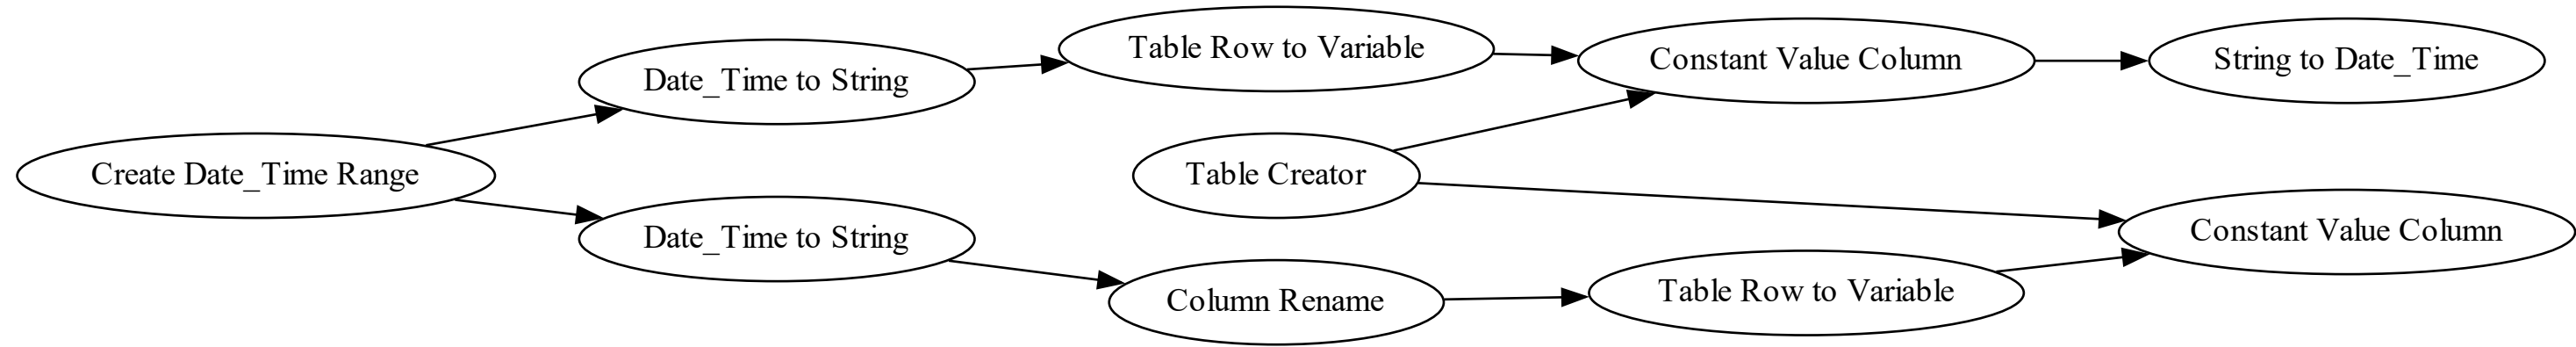 Create Date_Time Range
Date_Time to String
Table Row to Variable
Constant Value Column
String to Date_Time
Table Creator
Date_Time to String
Column Rename
Table Row to Variable
Constant Value Column